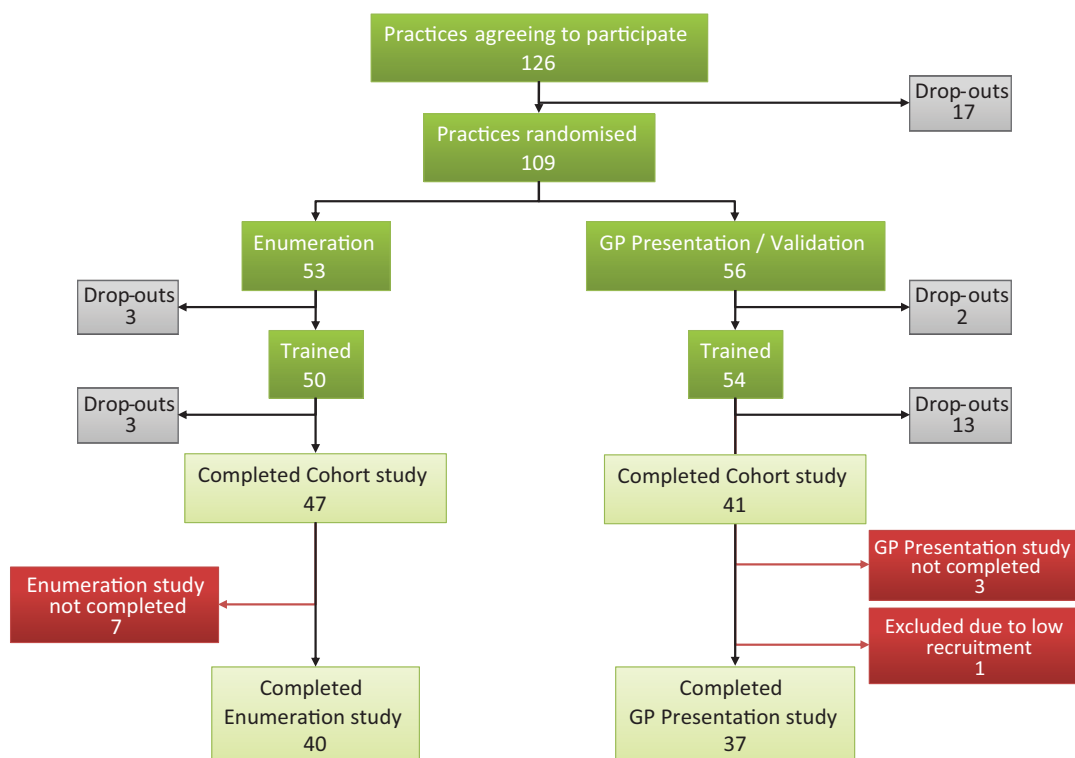 Practices agreeing to participate
126
Drop-outs
17
Practices randomised
109
Enumeration
53
GP Presentation / Validation
56
Drop-outs
3
Drop-outs
2
Trained
50
Trained
54
Drop-outs
3
Drop-outs
13
Completed Cohort study
47
Completed Cohort study
41
GP Presentation study
not completed
3
Enumeration study
not completed
7
Excluded due to low
recruitment
1
Completed
Enumeration study
40
Completed
GP Presentation study
37